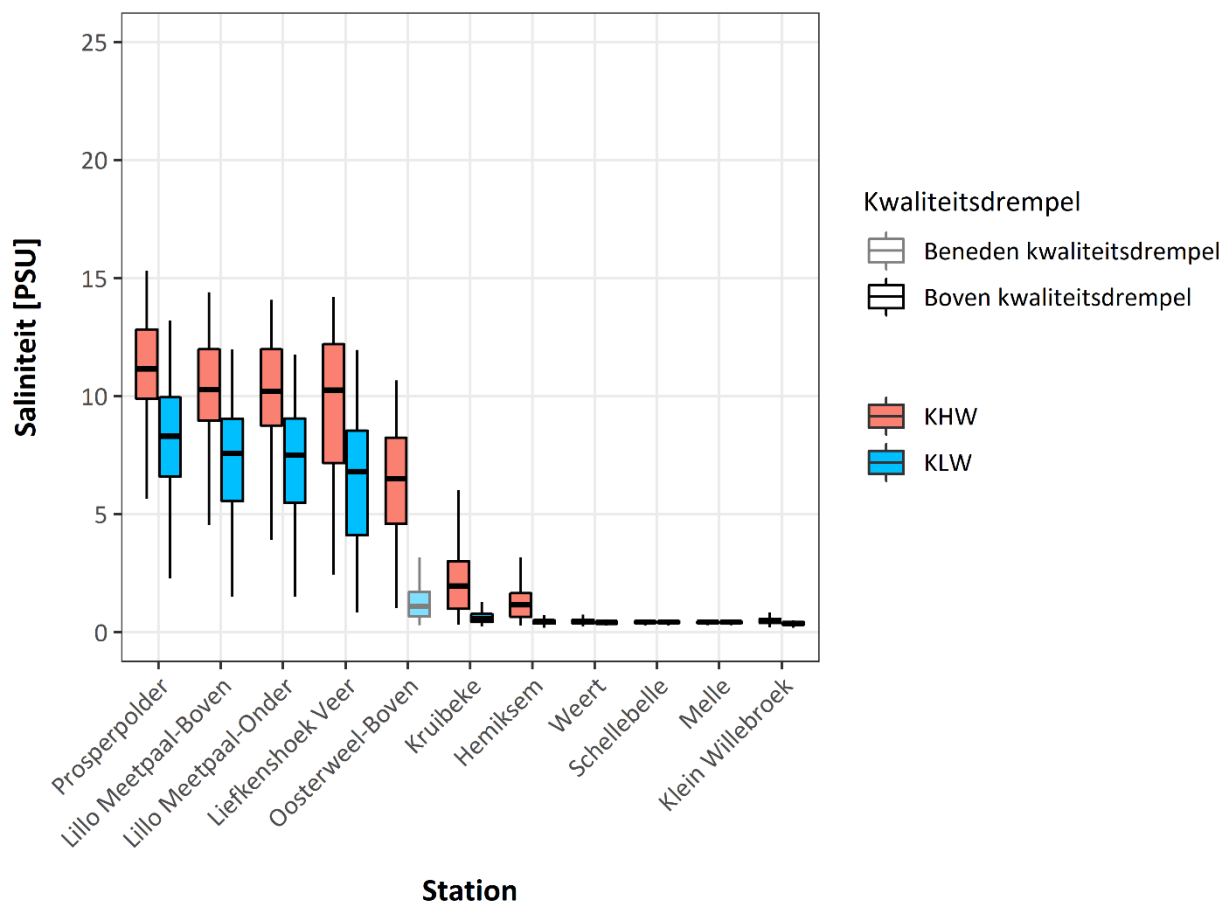 Saliniteit [PSU]
25
20
15
10
5
0
Prosperpolder
Lillo Meetpaal-Boven
Lillo Meetpaal-Onder
Liefkenshoek Veer
Oosterweel-Boven
Kruibeke
Hemiksem
Weert
Schellebelle
Melle
Klein Willebroek
Station
Kwaliteitsdrempel
Beneden kwaliteitsdrempel
Boven kwaliteitsdrempel
KHW
KLW